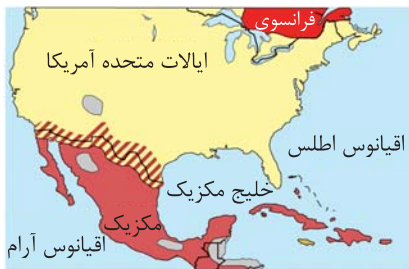 فرانسوی
ایالات متحده آمریکا
اقیانوس اطلس
خلیج مکزیک
مکزیک
اقیانوس آرام